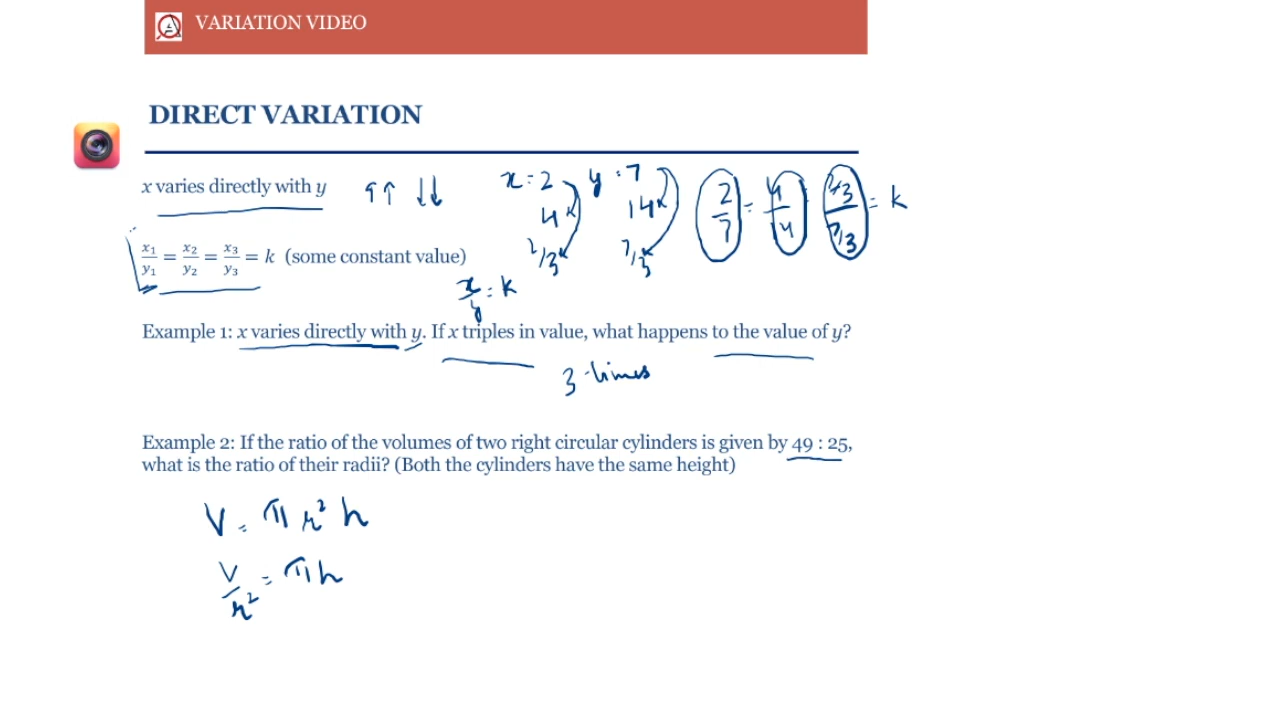 VARIATION VIDEO
DIRECT VARIATION
x varies directly with y ↑↑ ↓↓ x : 2 y : 7
4 14
2/3 7/3
2/7 = 4/14 = 2/3 / 7/3 = k
x₁/y₁ = x₂/y₂ = x₃/y₃ = k (some constant value)
x/y = k
Example 1: x varies directly with y. If x triples in value, what happens to the value of y?
3 times
Example 2: If the ratio of the volumes of two right circular cylinders is given by 49 : 25,
what is the ratio of their radii? (Both the cylinders have the same height)
V = π r² h
V/r² = π h